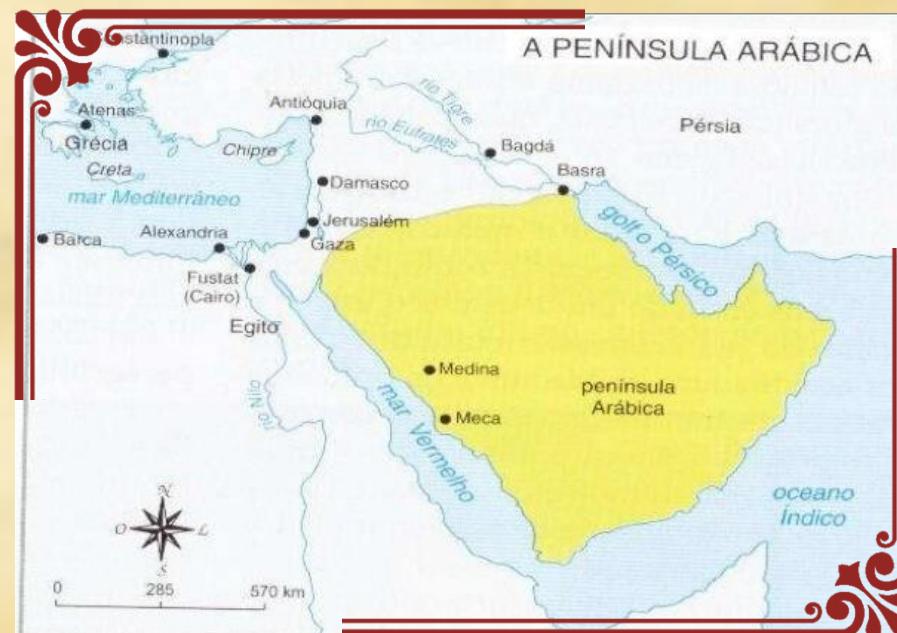 A PENÍNSULA ARÁBICA
Constantinopla
Atenas
Grécia
Creta
Chipre
Antióquia
rio Tigre
rio Eufrates
Bagdá
Pérsia
Basra
Damasco
mar Mediterrâneo
Jerusalém
Gaza
Barca
Alexandria
Fustat
(Cairo)
Egito
golfo Pérsico
rio Nilo
Medina
Meca
mar Vermelho
península
Arábica
oceano
Índico
N
O
L
S
0 285 570 km